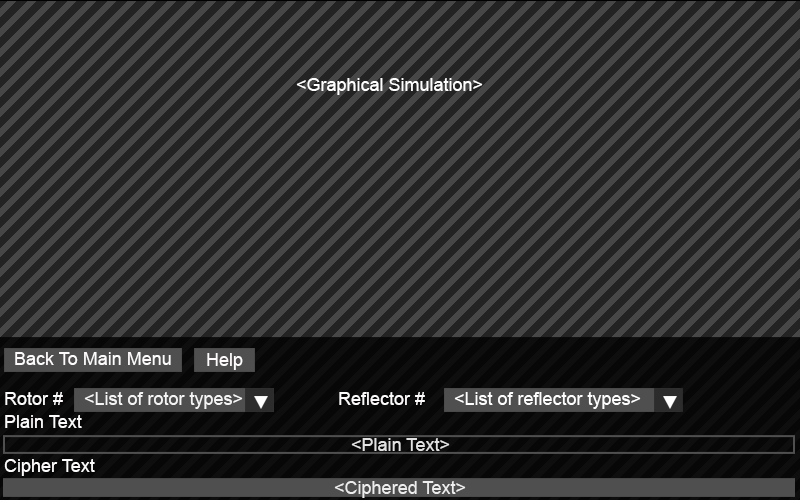 <Graphical Simulation>
Back To Main Menu Help
Rotor # <List of rotor types> ▼ Reflector # <List of reflector types> ▼
Plain Text
<Plain Text>
Cipher Text
<Ciphered Text>